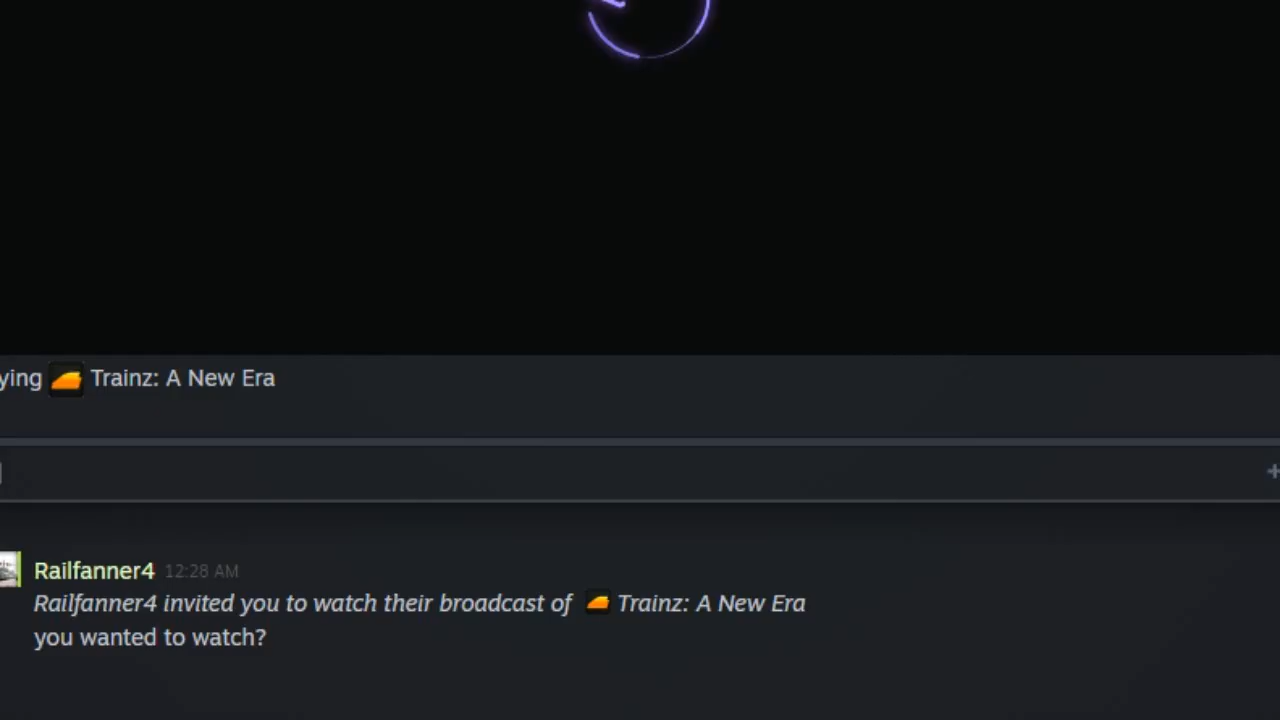 ying Trainz: A New Era
Railfanner4 12:28 AM
Railfanner4 invited you to watch their broadcast of Trainz: A New Era
you wanted to watch?